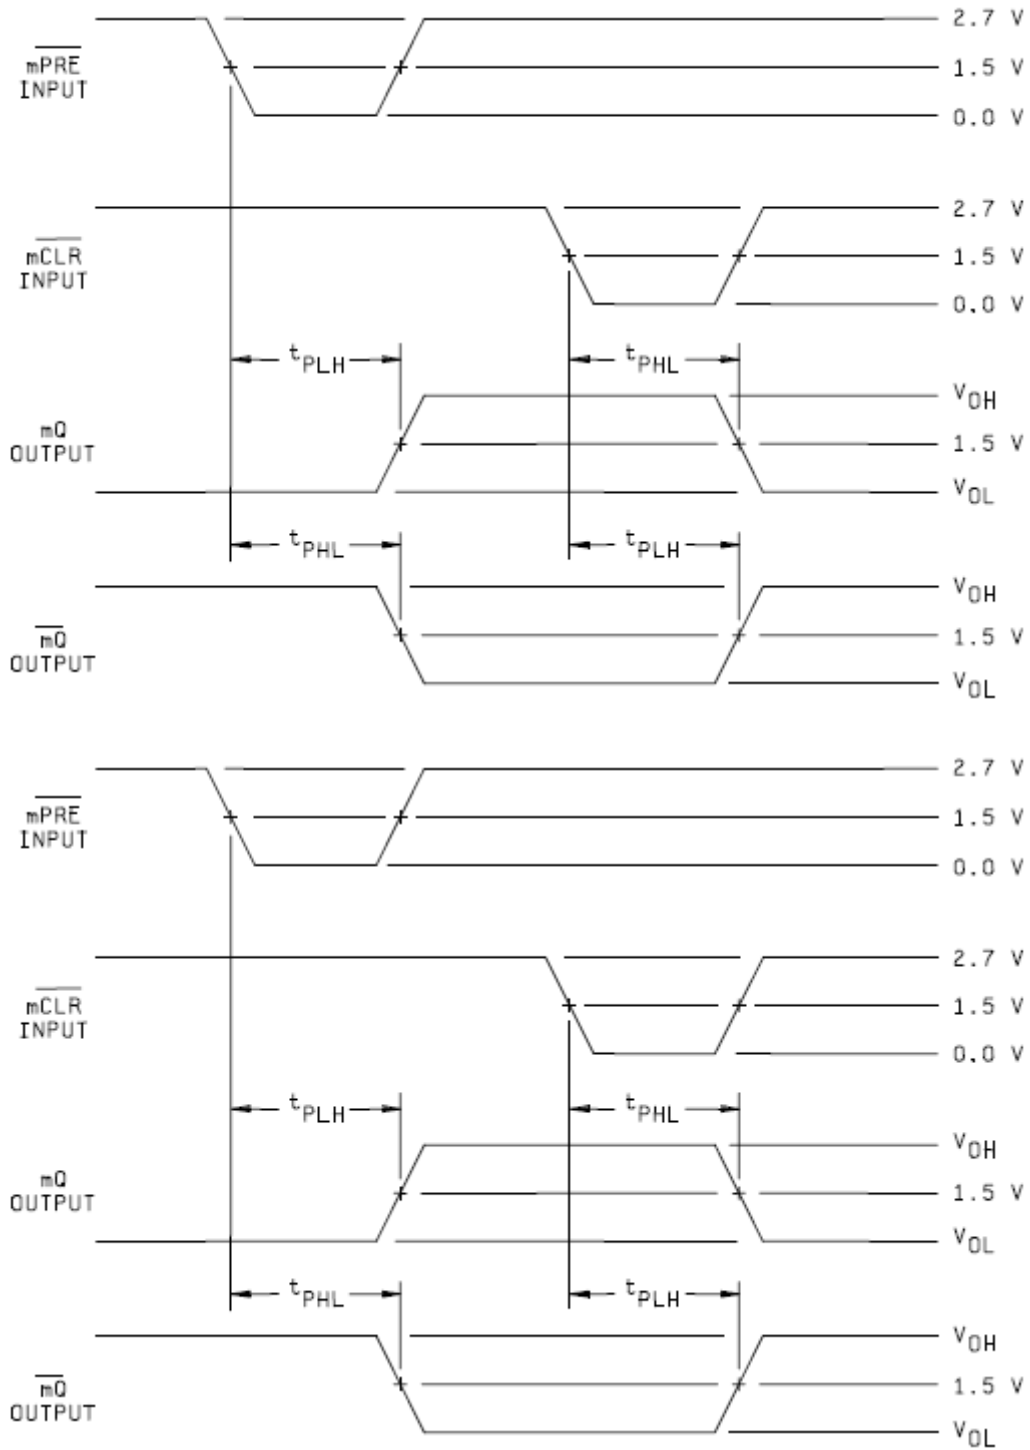 2.7 V
mPRE
INPUT
1.5 V
0.0 V
2.7 V
mCLR
INPUT
1.5 V
0.0 V
tPLH
tPHL
VOH
mQ
OUTPUT
1.5 V
VOL
tPHL
tPLH
VOH
mQ
OUTPUT
1.5 V
VOL
2.7 V
mPRE
INPUT
1.5 V
0.0 V
2.7 V
mCLR
INPUT
1.5 V
0.0 V
tPLH
tPHL
VOH
mQ
OUTPUT
1.5 V
VOL
tPHL
tPLH
VOH
mQ
OUTPUT
1.5 V
VOL